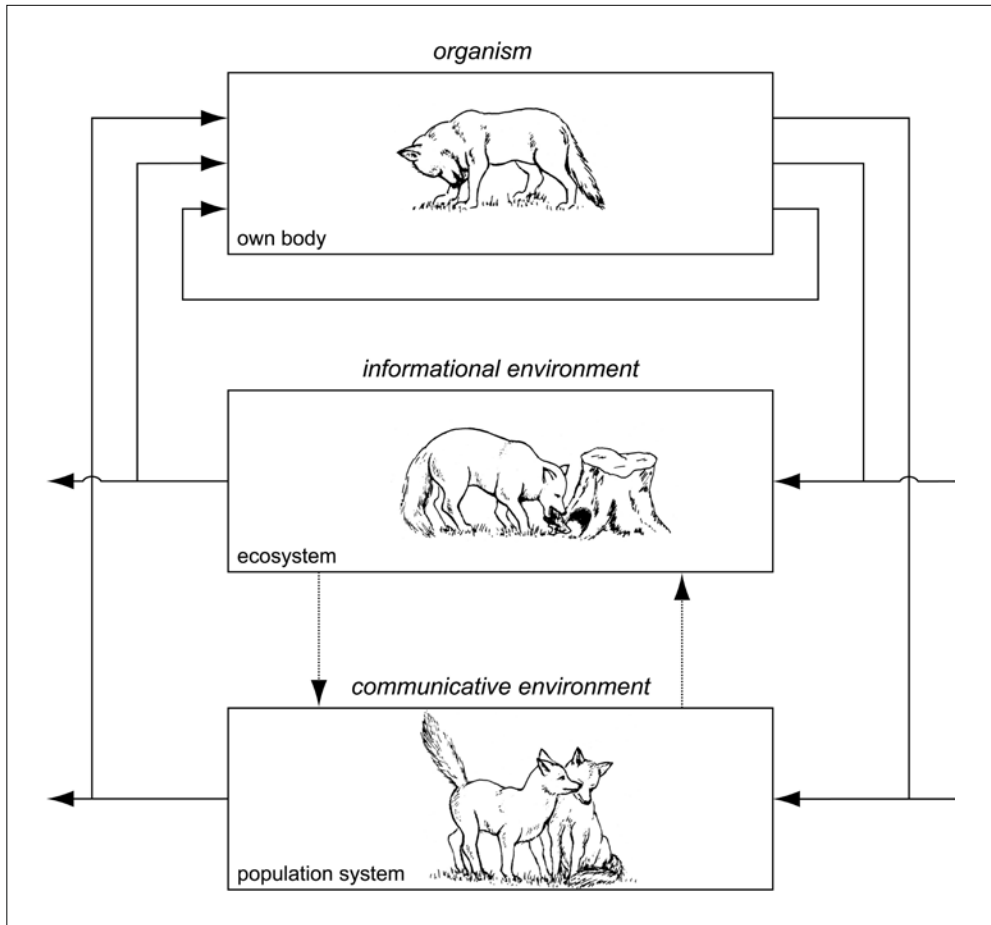 organism
own body
informational environment
ecosystem
communicative environment
population system